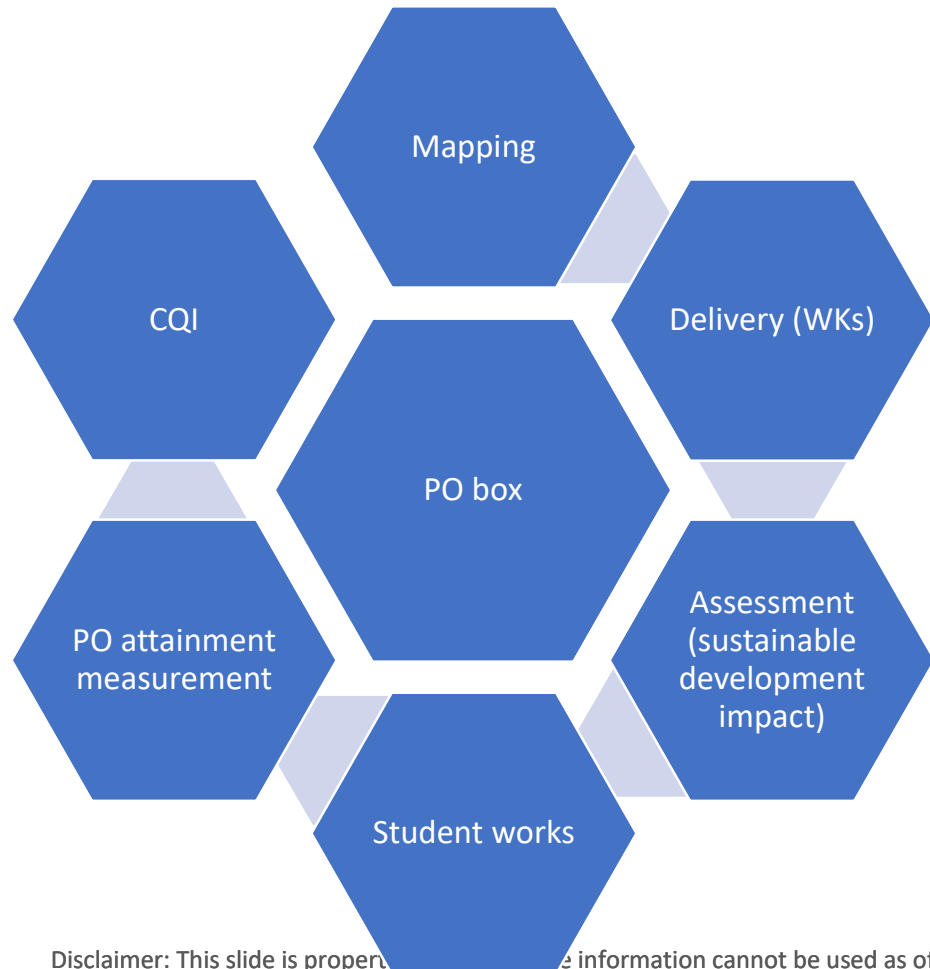 Mapping
Delivery (WKs)
Assessment
(sustainable
development
impact)
Student works
PO attainment
measurement
CQI
PO box
Disclaimer: This slide is propert e information cannot be used as of